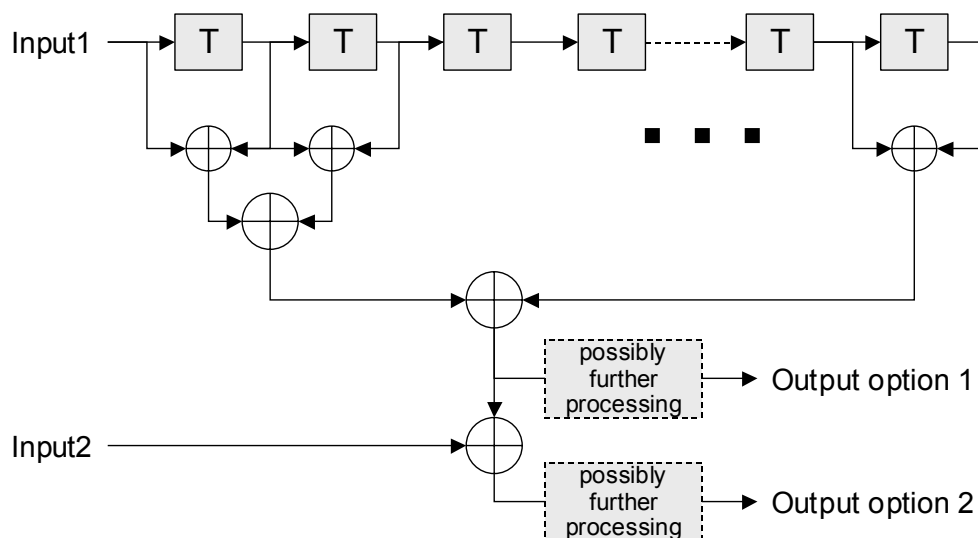 Input1
T
T
T
T
T
T
possibly
further
processing
Output option 1
Input2
possibly
further
processing
Output option 2